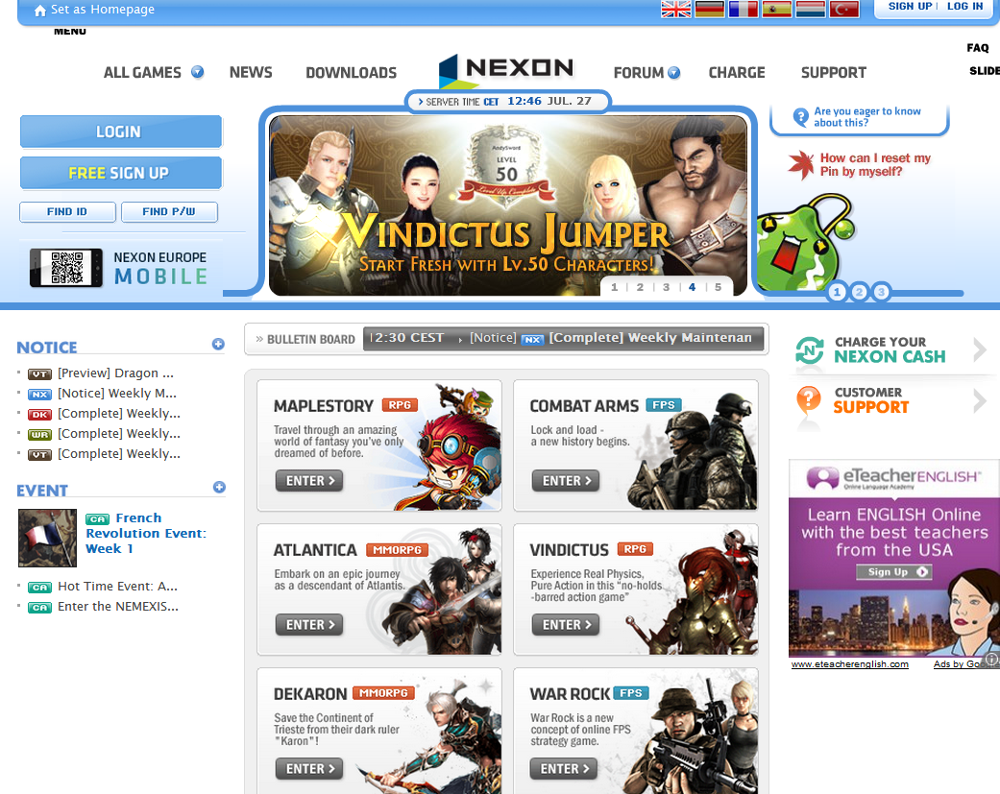 Set as Homepage
SIGN UP | LOG IN
MENU
FAQ
SLIDE
ALL GAMES
NEWS
DOWNLOADS
NEXON
FORUM
CHARGE
SUPPORT
> SERVER TIME CET 12:46 JUL. 27
LOGIN
FREE SIGN UP
FIND ID
FIND P/W
NEXON EUROPE
MOBILE
AndySword
LEVEL
50
Level Up Complete
VINDICTUS JUMPER
START FRESH WITH LV.50 CHARACTERS!
1 | 2 | 3 | 4 | 5
? Are you eager to know
about this?
How can I reset my
Pin by myself?
1 2 3
NOTICE
VT [Preview] Dragon ...
NX [Notice] Weekly M...
DK [Complete] Weekly...
WR [Complete] Weekly...
VT [Complete] Weekly...
EVENT
CA French
Revolution Event:
Week 1
CA Hot Time Event: A...
CA Enter the NEMEXIS...
» BULLETIN BOARD
12:30 CEST
[Notice] NX [Complete] Weekly Maintenan
MAPLESTORY RPG
Travel through an amazing
world of fantasy you've only
dreamed of before.
ENTER >
COMBAT ARMS FPS
Lock and load -
a new history begins.
ENTER >
ATLANTICA MMORPG
Embark on an epic journey
as a descendant of Atlantis.
ENTER >
VINDICTUS RPG
Experience Real Physics,
Pure Action in this "no-holds
-barred action game"
ENTER >
DEKARON MMORPG
Save the Continent of
Trieste from their dark ruler
"Karon"!
ENTER >
WAR ROCK FPS
War Rock is a new
concept of online FPS
strategy game.
ENTER >
N CHARGE YOUR
NEXON CASH
? CUSTOMER
SUPPORT
eTeacherENGLISH®
Online Language Academy
Learn ENGLISH Online
with the best teachers
from the USA
Sign Up
www.eteacherenglish.com
Ads by Goo